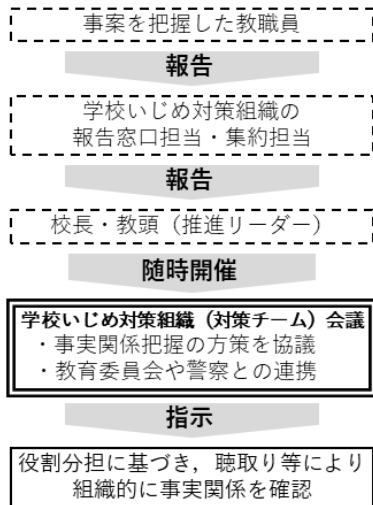 事案を把握した教職員
報告
学校いじめ対策組織の
報告窓口担当・集約担当
報告
校長・教頭（推進リーダー）
随時開催
学校いじめ対策組織（対策チーム）会議
・事実関係把握の方策を協議
・教育委員会や警察との連携
指示
役割分担に基づき，聴取り等により
組織的に事実関係を確認